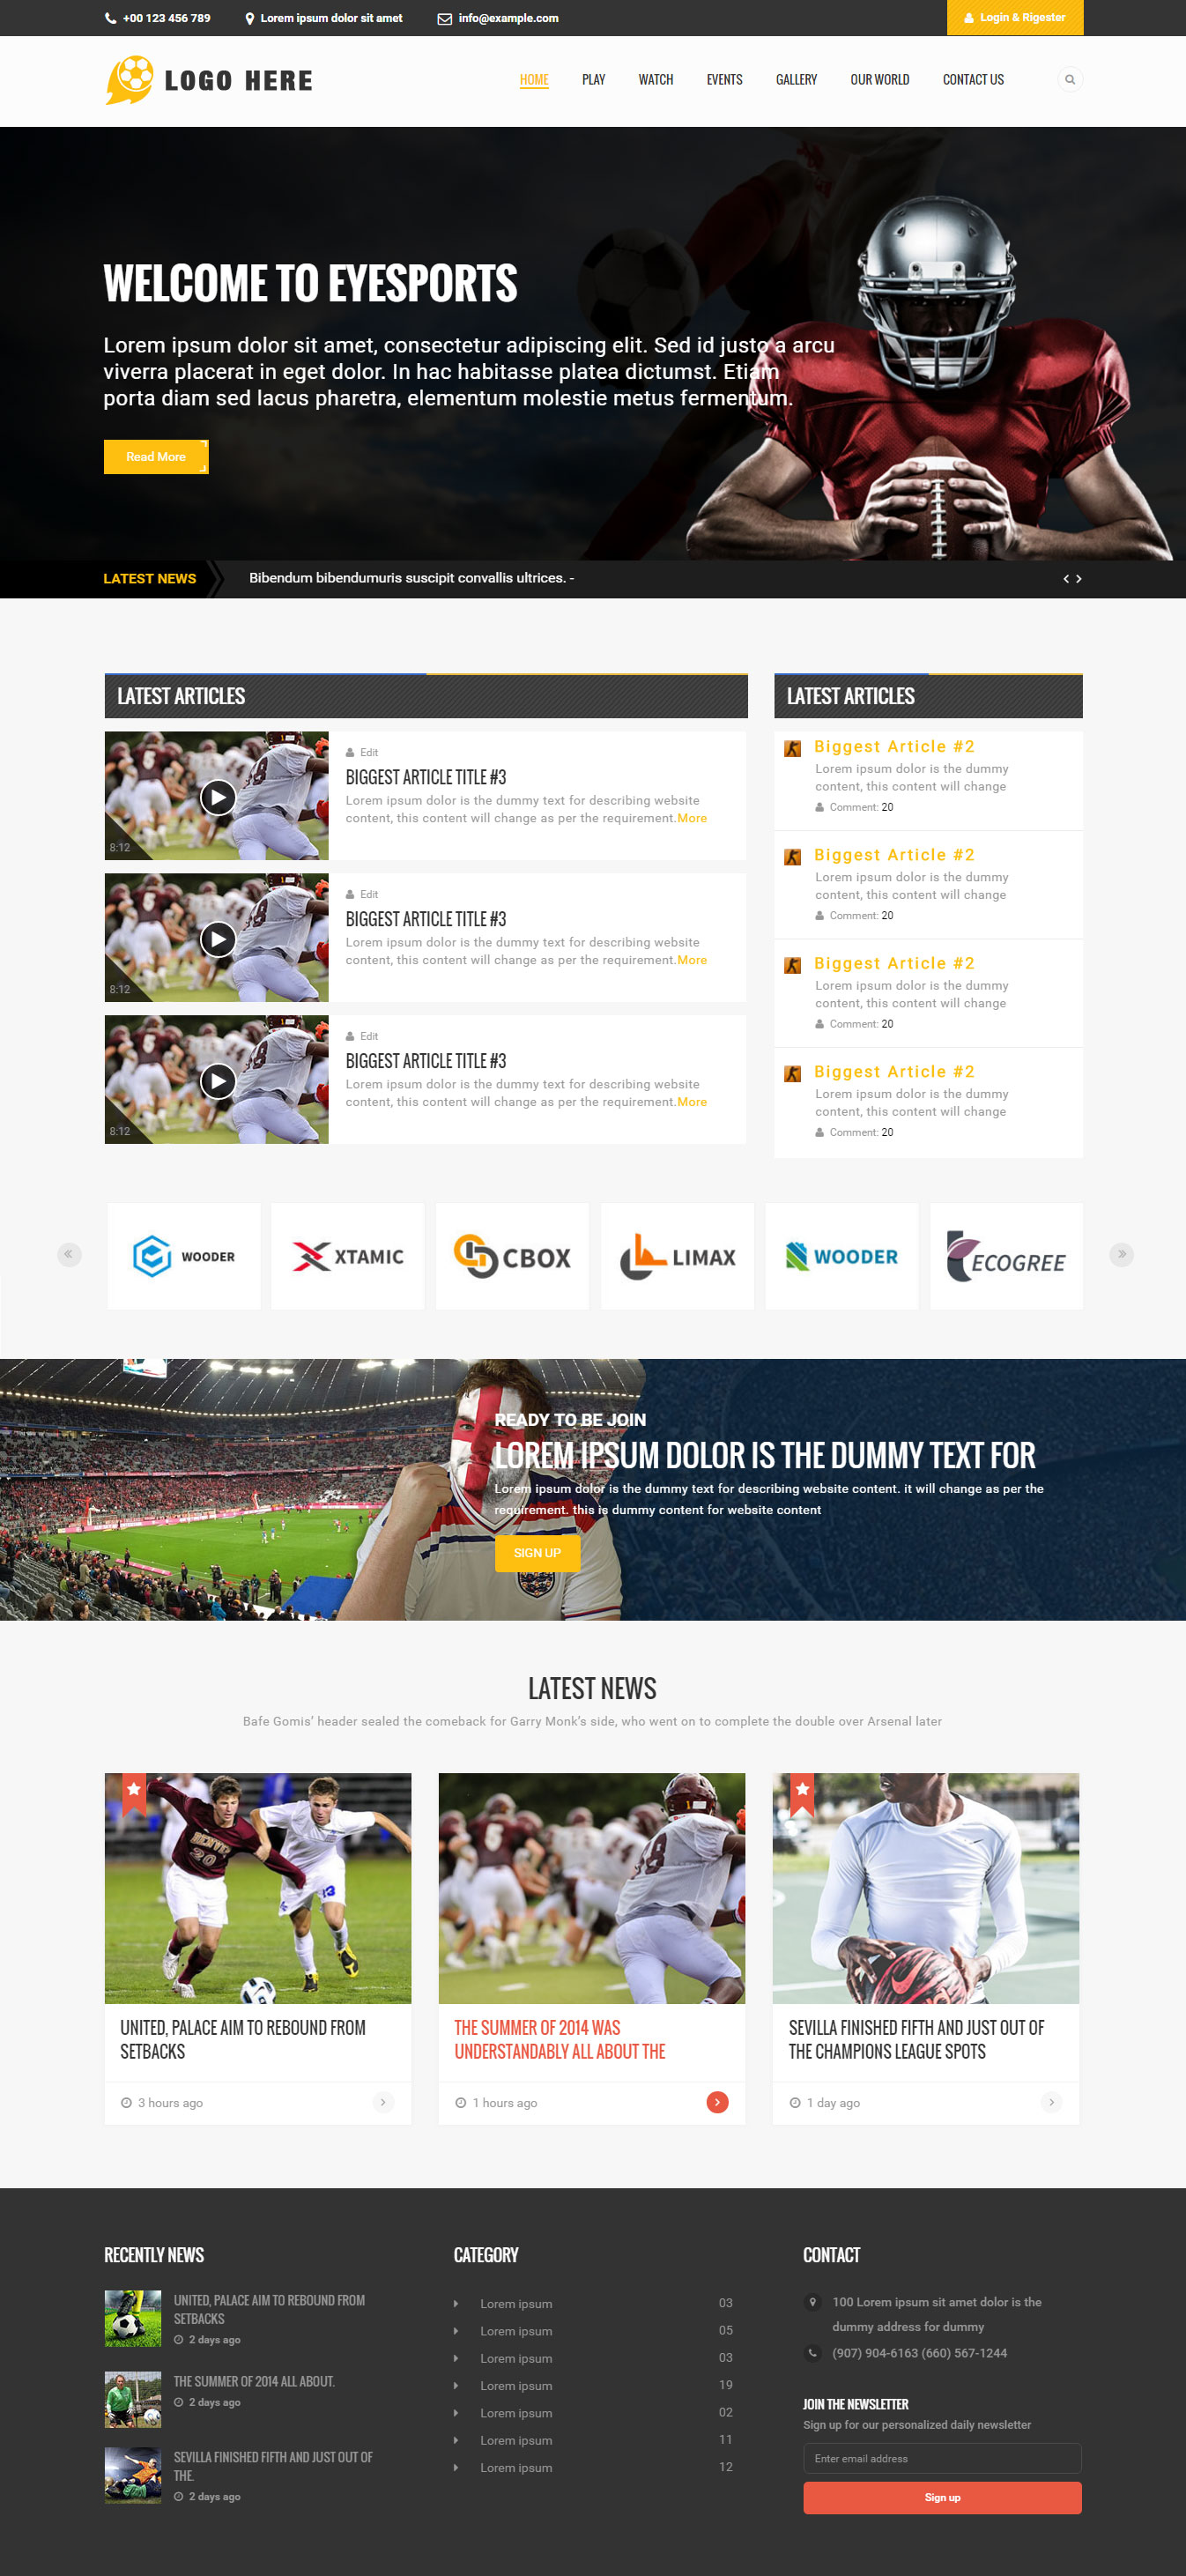 +00 123 456 789
Lorem ipsum dolor sit amet
info@example.com
Login & Rigester
LOGO HERE
HOME
PLAY
WATCH
EVENTS
GALLERY
OUR WORLD
CONTACT US
WELCOME TO EYESPORTS
Lorem ipsum dolor sit amet, consectetur adipiscing elit. Sed id justo a arcu
viverra placerat in eget dolor. In hac habitasse platea dictumst. Etiam
porta diam sed lacus pharetra, elementum molestie metus fermentum.
Read More
LATEST NEWS
Bibendum bibendumuris suscipit convallis ultrices. -
LATEST ARTICLES
8:12
Edit
BIGGEST ARTICLE TITLE #3
Lorem ipsum dolor is the dummy text for describing website
content, this content will change as per the requirement.More
8:12
Edit
BIGGEST ARTICLE TITLE #3
Lorem ipsum dolor is the dummy text for describing website
content, this content will change as per the requirement.More
8:12
Edit
BIGGEST ARTICLE TITLE #3
Lorem ipsum dolor is the dummy text for describing website
content, this content will change as per the requirement.More
LATEST ARTICLES
Biggest Article #2
Lorem ipsum dolor is the dummy
content, this content will change
Comment: 20
Biggest Article #2
Lorem ipsum dolor is the dummy
content, this content will change
Comment: 20
Biggest Article #2
Lorem ipsum dolor is the dummy
content, this content will change
Comment: 20
Biggest Article #2
Lorem ipsum dolor is the dummy
content, this content will change
Comment: 20
WOODER
XTAMIC
CBOX
LIMAX
WOODER
ECOGREE
READY TO BE JOIN
LOREM IPSUM DOLOR IS THE DUMMY TEXT FOR
Lorem ipsum dolor is the dummy text for describing website content. it will change as per the
requirement. this is dummy content for website content
SIGN UP
LATEST NEWS
Bafe Gomis' header sealed the comeback for Garry Monk's side, who went on to complete the double over Arsenal later
DENVER
20
13
UNITED, PALACE AIM TO REBOUND FROM
SETBACKS
3 hours ago
THE SUMMER OF 2014 WAS
UNDERSTANDABLY ALL ABOUT THE
1 hours ago
SEVILLA FINISHED FIFTH AND JUST OUT OF
THE CHAMPIONS LEAGUE SPOTS
1 day ago
RECENTLY NEWS
UNITED, PALACE AIM TO REBOUND FROM
SETBACKS
2 days ago
THE SUMMER OF 2014 ALL ABOUT.
2 days ago
SEVILLA FINISHED FIFTH AND JUST OUT OF
THE.
2 days ago
CATEGORY
Lorem ipsum 03
Lorem ipsum 05
Lorem ipsum 03
Lorem ipsum 19
Lorem ipsum 02
Lorem ipsum 11
Lorem ipsum 12
CONTACT
100 Lorem ipsum sit amet dolor is the
dummy address for dummy
(907) 904-6163 (660) 567-1244
JOIN THE NEWSLETTER
Sign up for our personalized daily newsletter
Enter email address
Sign up